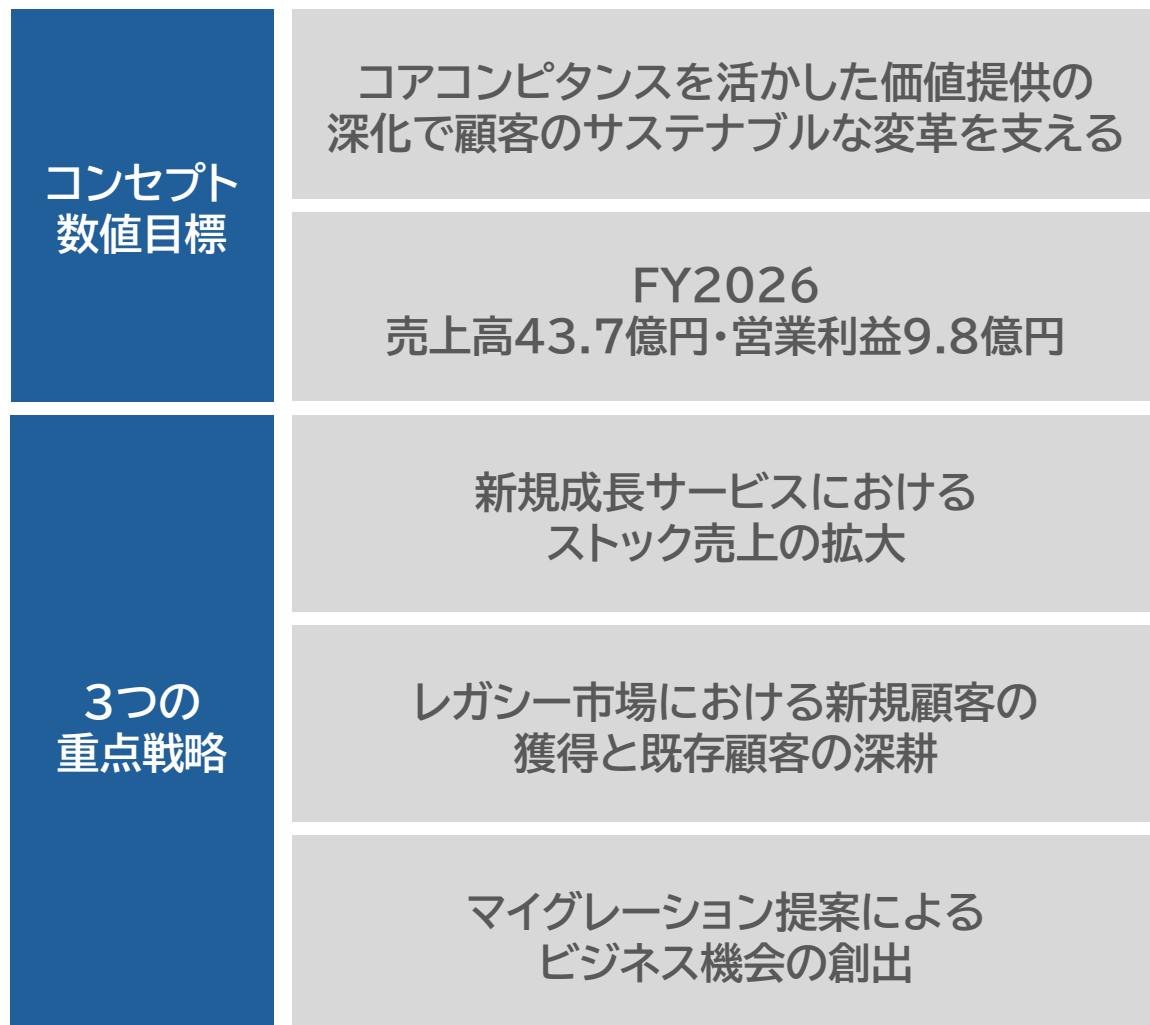 コンセプト
数値目標
コアコンピタンスを活かした価値提供の
深化で顧客のサステナブルな変革を支える
FY2026
売上高43.7億円・営業利益9.8億円
3つの
重点戦略
新規成長サービスにおける
ストック売上の拡大
レガシー市場における新規顧客の
獲得と既存顧客の深耕
マイグレーション提案による
ビジネス機会の創出